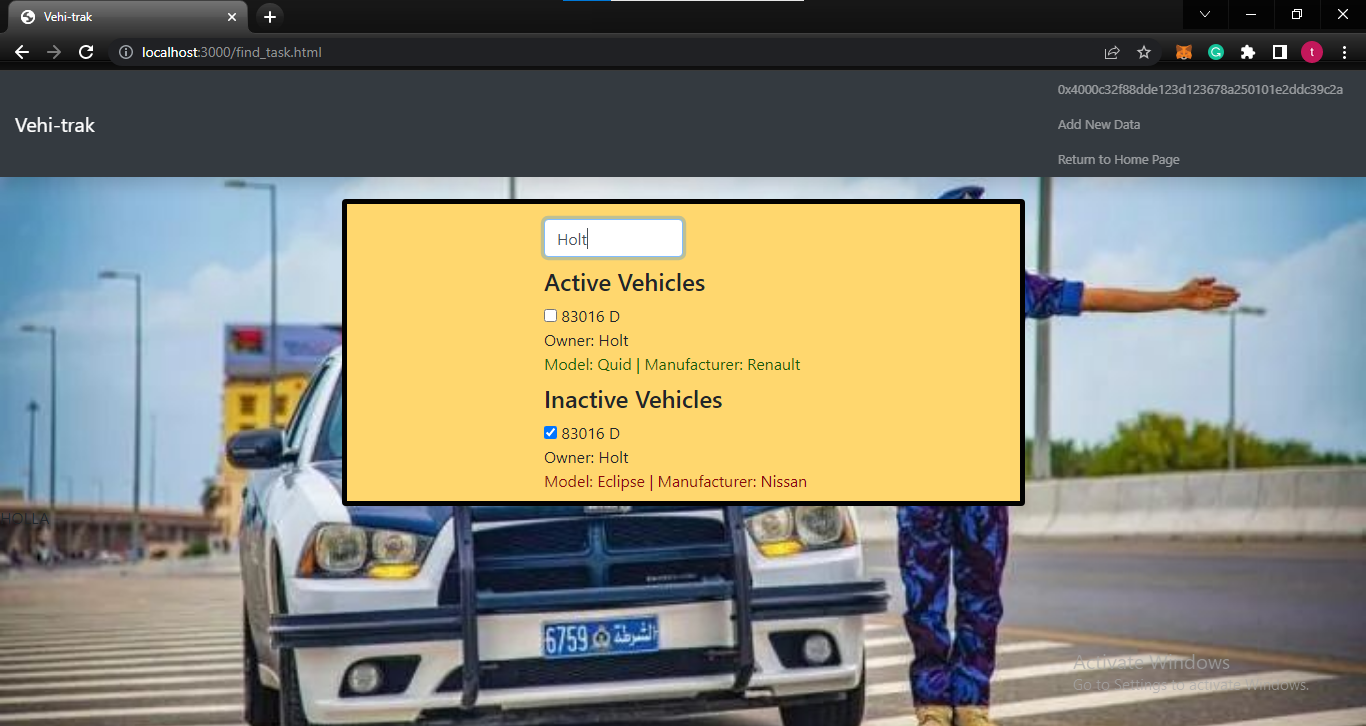 Vehi-trak
localhost:3000/find_task.html
t
0x4000c32f88dde123d123678a250101e2ddc39c2a
Vehi-trak
Add New Data
Return to Home Page
Holt
Active Vehicles
83016 D
Owner: Holt
Model: Quid | Manufacturer: Renault
Inactive Vehicles
83016 D
Owner: Holt
Model: Eclipse | Manufacturer: Nissan
HOLLA
6759 الشرطة
Activate Windows
Go to Settings to activate Windows.